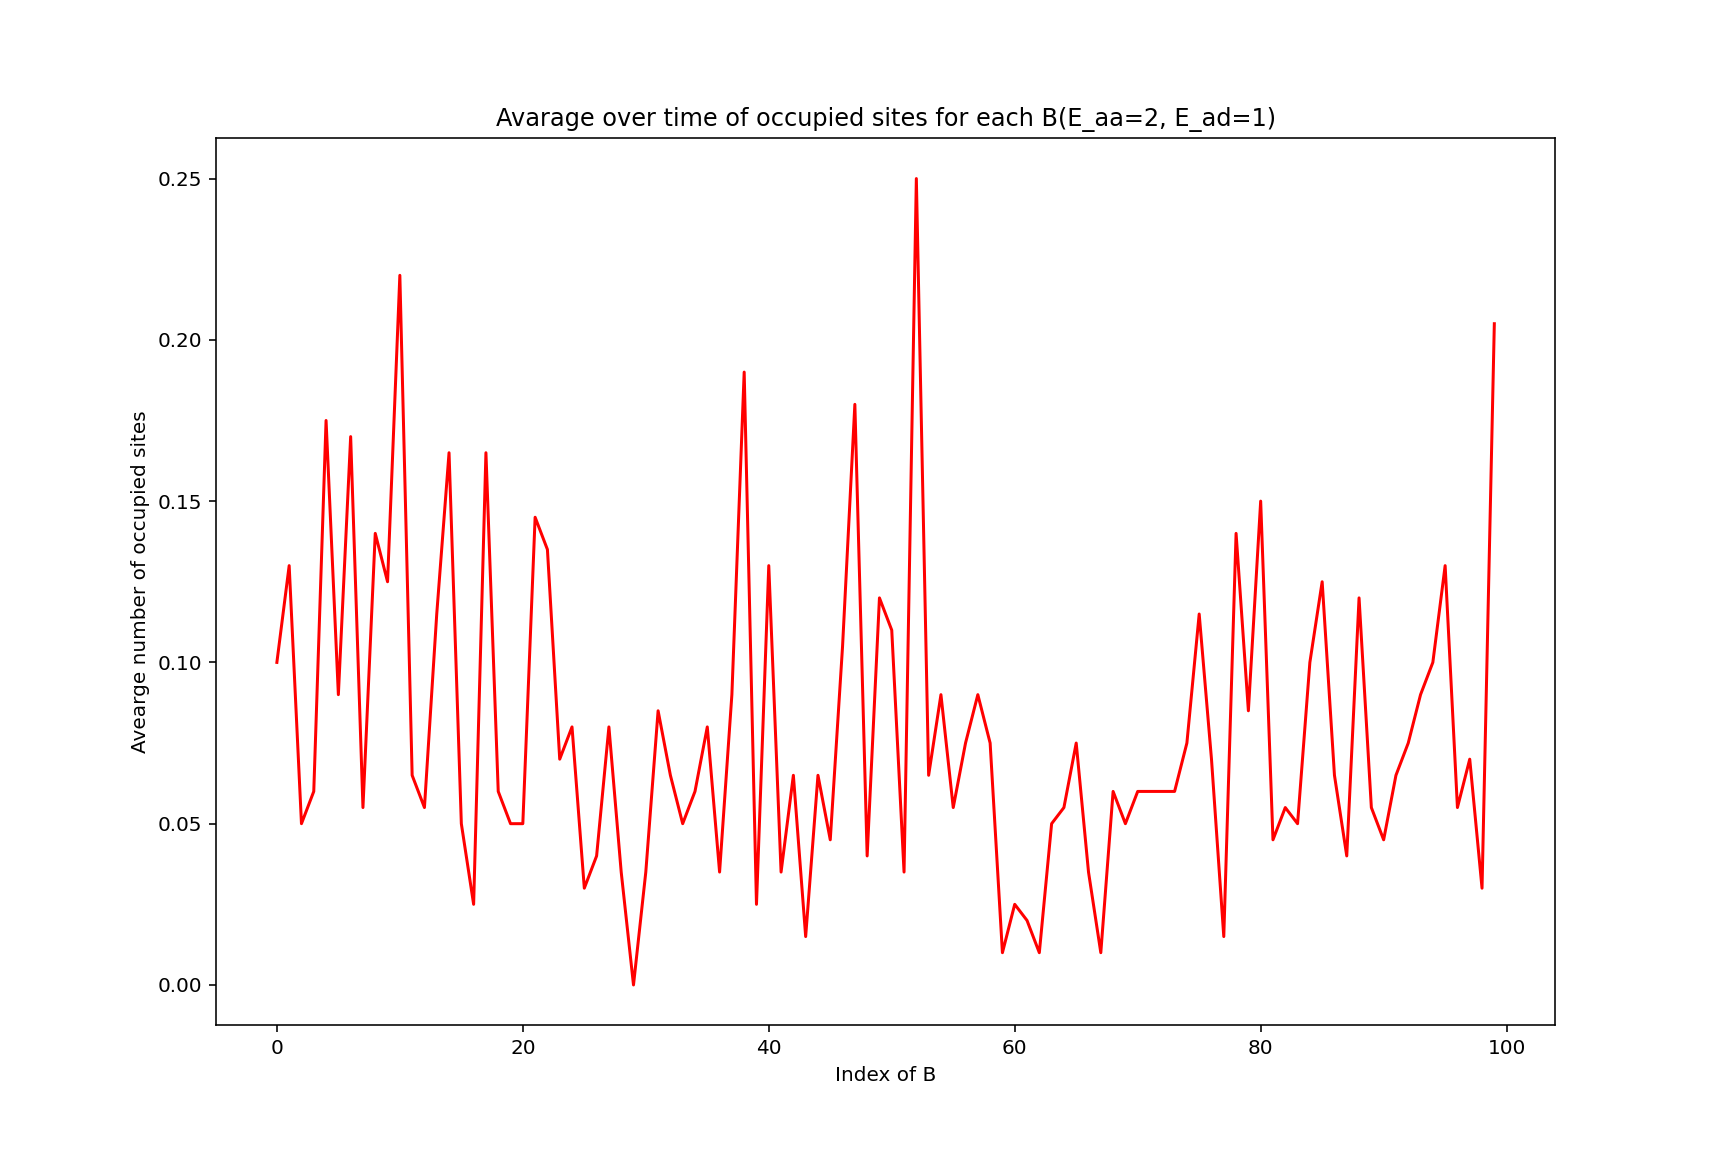 Avarage over time of occupied sites for each B(E_aa=2, E_ad=1)
0.25
0.20
0.15
0.10
0.05
0.00
Avearge number of occupied sites
0 20 40 60 80 100
Index of B